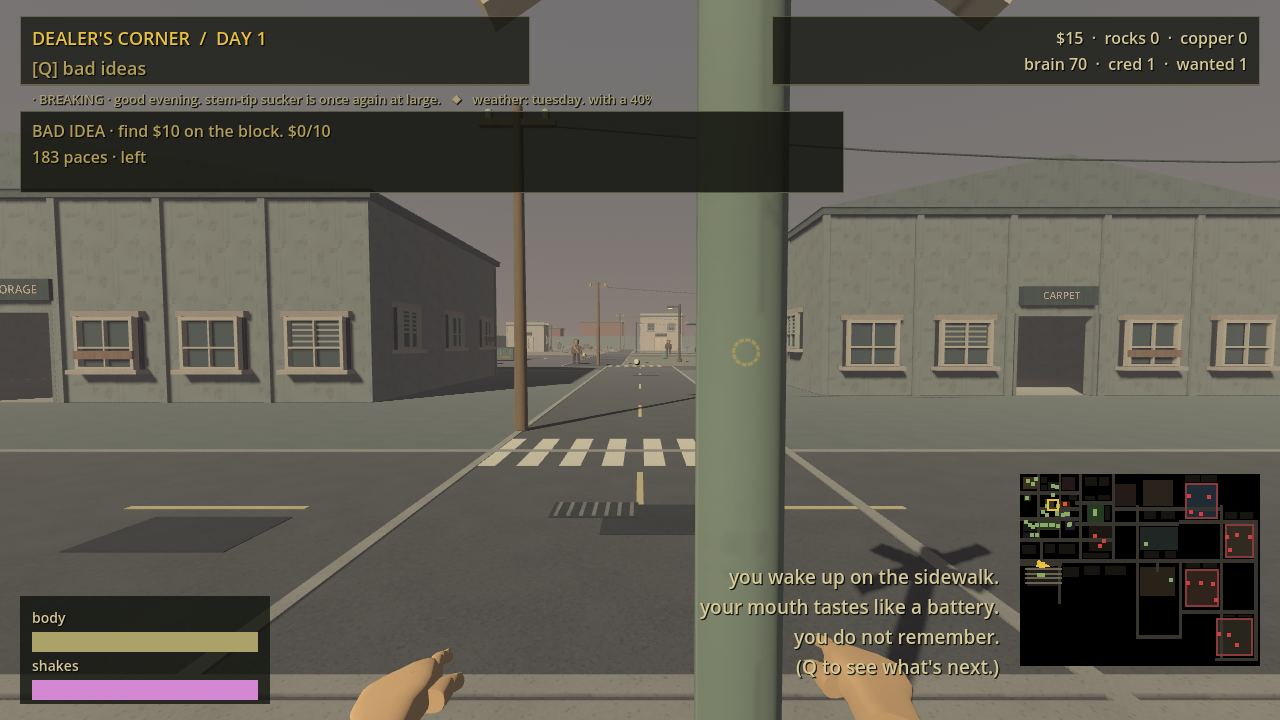 DEALER'S CORNER / DAY 1
[Q] bad ideas
$15 · rocks 0 · copper 0
brain 70 · cred 1 · wanted 1
· BREAKING · good evening. stem-tip sucker is once again at large. ◆ weather: tuesday. with a 40%
BAD IDEA · find $10 on the block. $0/10
183 paces · left
ORAGE
CARPET
you wake up on the sidewalk.
your mouth tastes like a battery.
you do not remember.
(Q to see what's next.)
body
shakes